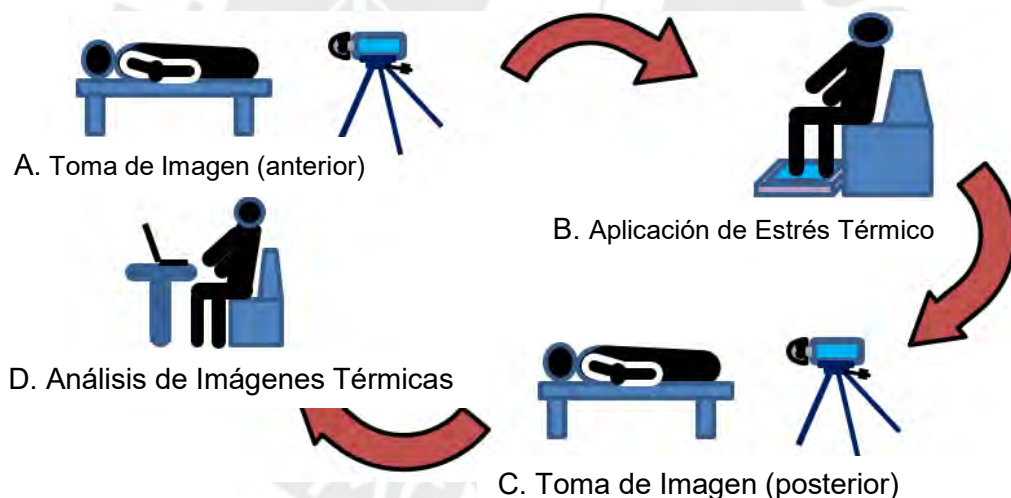 A. Toma de Imagen (anterior)
B. Aplicación de Estrés Térmico
C. Toma de Imagen (posterior)
D. Análisis de Imágenes Térmicas